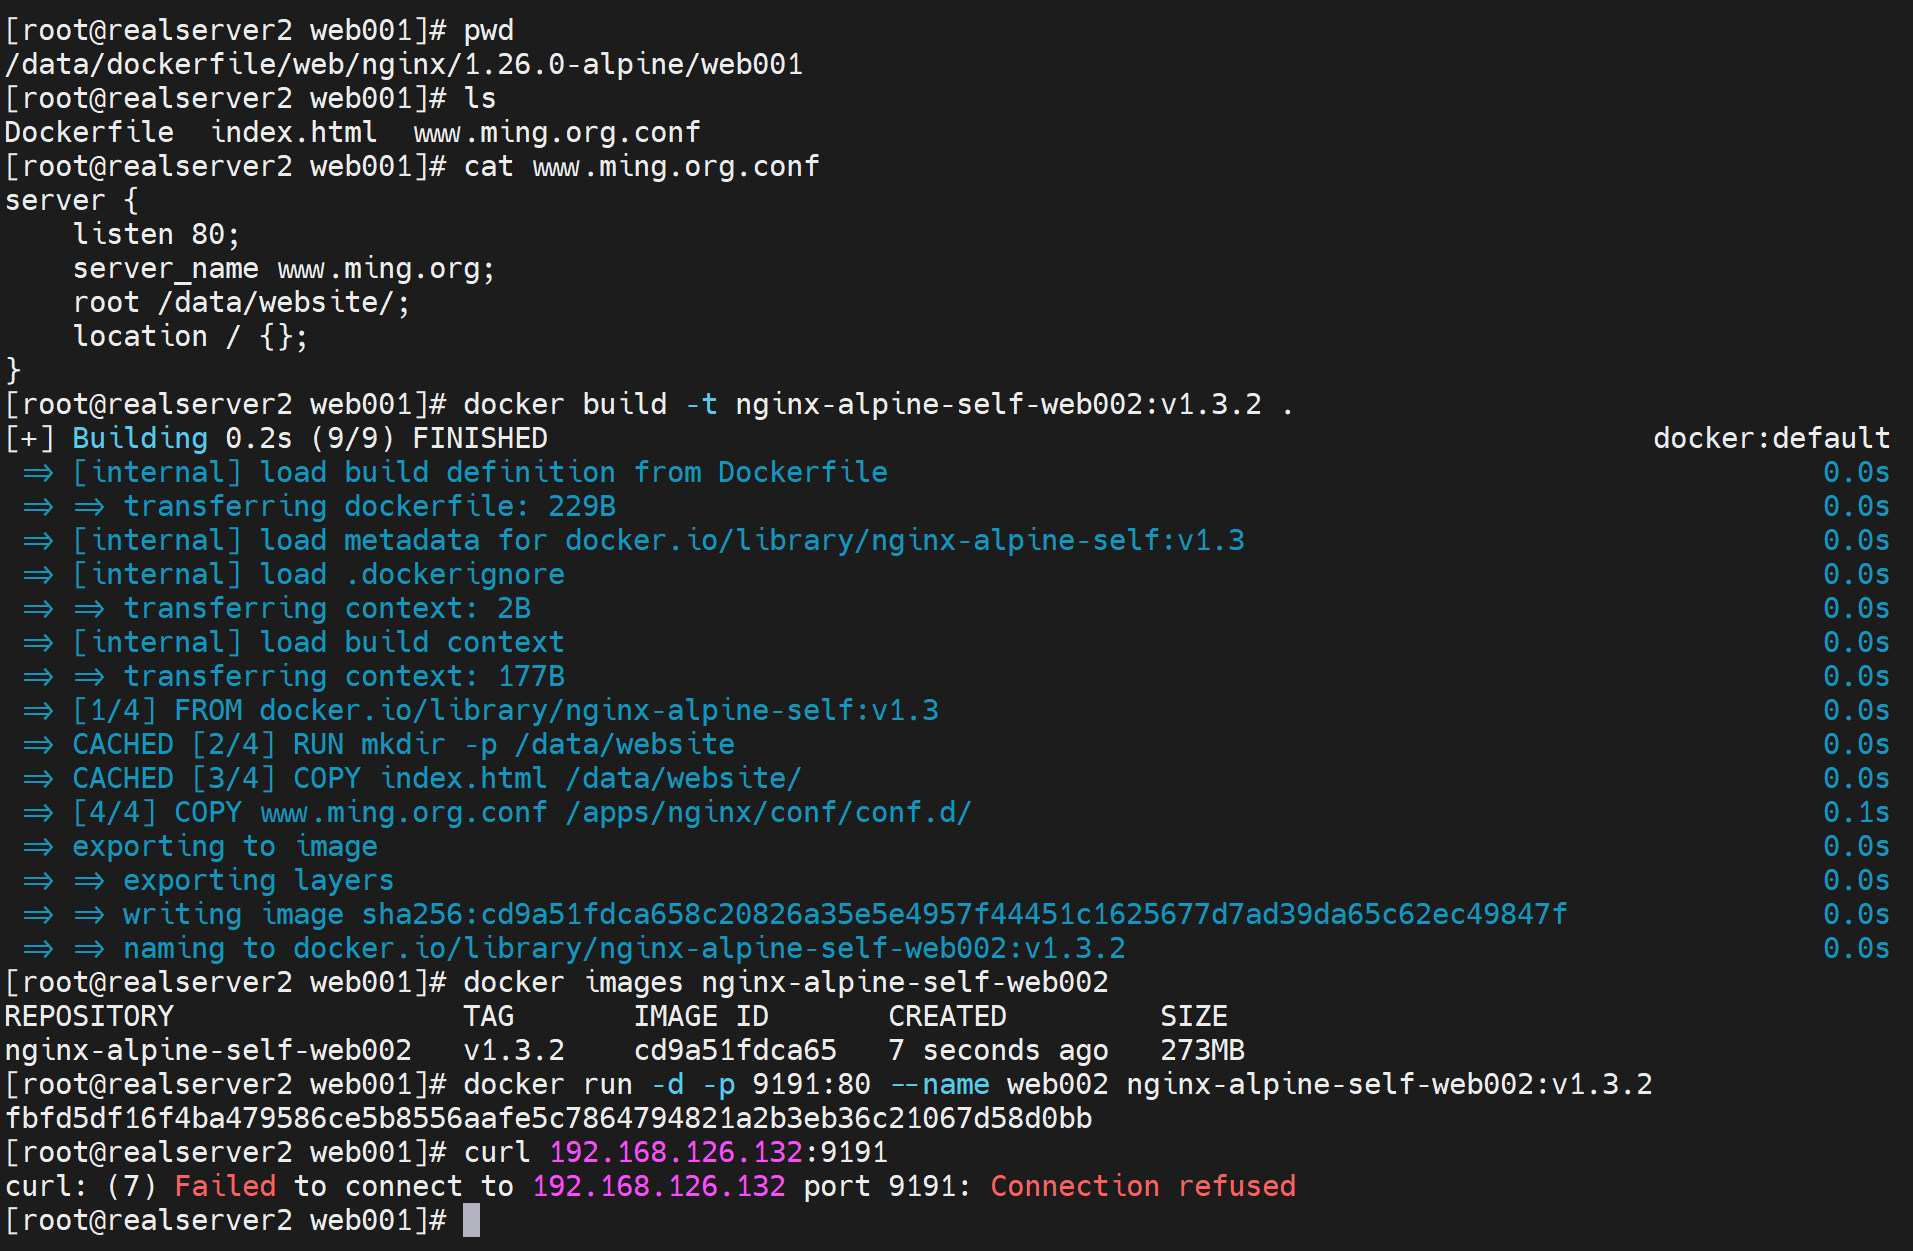 [root@realserver2 web001]# pwd
/data/dockerfile/web/nginx/1.26.0-alpine/web001
[root@realserver2 web001]# ls
Dockerfile  index.html  www.ming.org.conf
[root@realserver2 web001]# cat www.ming.org.conf
server {
    listen 80;
    server_name www.ming.org;
    root /data/website/;
    location / {};
}
[root@realserver2 web001]# docker build -t nginx-alpine-self-web002:v1.3.2 .
[+] Building 0.2s (9/9) FINISHED docker:default
 => [internal] load build definition from Dockerfile 0.0s
 => => transferring dockerfile: 229B 0.0s
 => [internal] load metadata for docker.io/library/nginx-alpine-self:v1.3 0.0s
 => [internal] load .dockerignore 0.0s
 => => transferring context: 2B 0.0s
 => [internal] load build context 0.0s
 => => transferring context: 177B 0.0s
 => [1/4] FROM docker.io/library/nginx-alpine-self:v1.3 0.0s
 => CACHED [2/4] RUN mkdir -p /data/website 0.0s
 => CACHED [3/4] COPY index.html /data/website/ 0.0s
 => [4/4] COPY www.ming.org.conf /apps/nginx/conf/conf.d/ 0.1s
 => exporting to image 0.0s
 => => exporting layers 0.0s
 => => writing image sha256:cd9a51fdca658c20826a35e5e4957f44451c1625677d7ad39da65c62ec49847f 0.0s
 => => naming to docker.io/library/nginx-alpine-self-web002:v1.3.2 0.0s
[root@realserver2 web001]# docker images nginx-alpine-self-web002
REPOSITORY                 TAG       IMAGE ID       CREATED         SIZE
nginx-alpine-self-web002   v1.3.2    cd9a51fdca65   7 seconds ago   273MB
[root@realserver2 web001]# docker run -d -p 9191:80 --name web002 nginx-alpine-self-web002:v1.3.2
fbfd5df16f4ba479586ce5b8556aafe5c7864794821a2b3eb36c21067d58d0bb
[root@realserver2 web001]# curl 192.168.126.132:9191
curl: (7) Failed to connect to 192.168.126.132 port 9191: Connection refused
[root@realserver2 web001]#